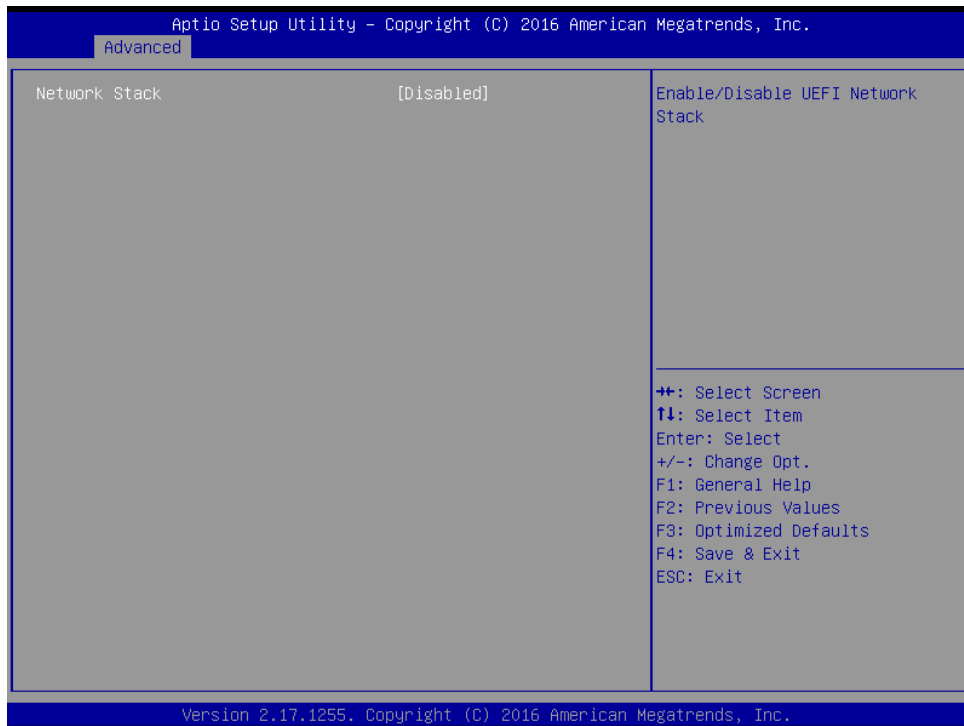 Aptio Setup Utility – Copyright (C) 2016 American Megatrends, Inc.
Advanced
Network Stack [Disabled]
Enable/Disable UEFI Network
Stack
→←: Select Screen
↑↓: Select Item
Enter: Select
+/-: Change Opt.
F1: General Help
F2: Previous Values
F3: Optimized Defaults
F4: Save & Exit
ESC: Exit
Version 2.17.1255. Copyright (C) 2016 American Megatrends, Inc.